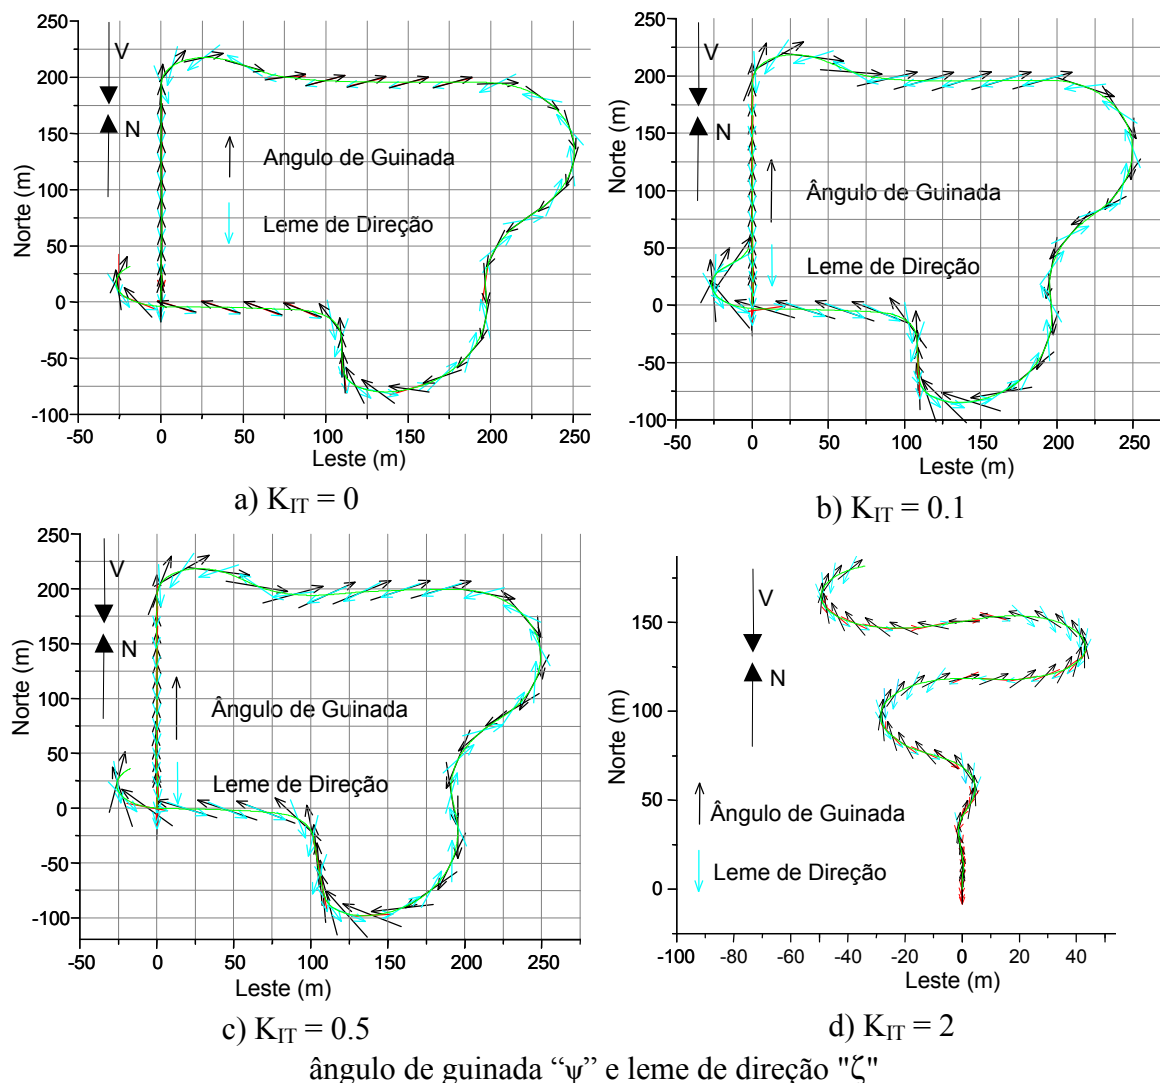 250
200
150
100
50
0
-50
-100
-50 0 50 100 150 200 250
Norte (m)
Leste (m)
V
N
Angulo de Guinada
Leme de Direção
a) K_IT = 0
250
200
150
100
50
0
-50
-100
-50 0 50 100 150 200 250
Norte (m)
Leste (m)
V
N
Ângulo de Guinada
Leme de Direção
b) K_IT = 0.1
250
200
150
100
50
0
-50
-100
-50 0 50 100 150 200 250
Norte (m)
Leste (m)
V
N
Ângulo de Guinada
Leme de Direção
c) K_IT = 0.5
150
100
50
0
-100 -80 -60 -40 -20 0 20 40
Norte (m)
Leste (m)
V
N
Ângulo de Guinada
Leme de Direção
d) K_IT = 2
ângulo de guinada “ψ” e leme de direção "ζ"